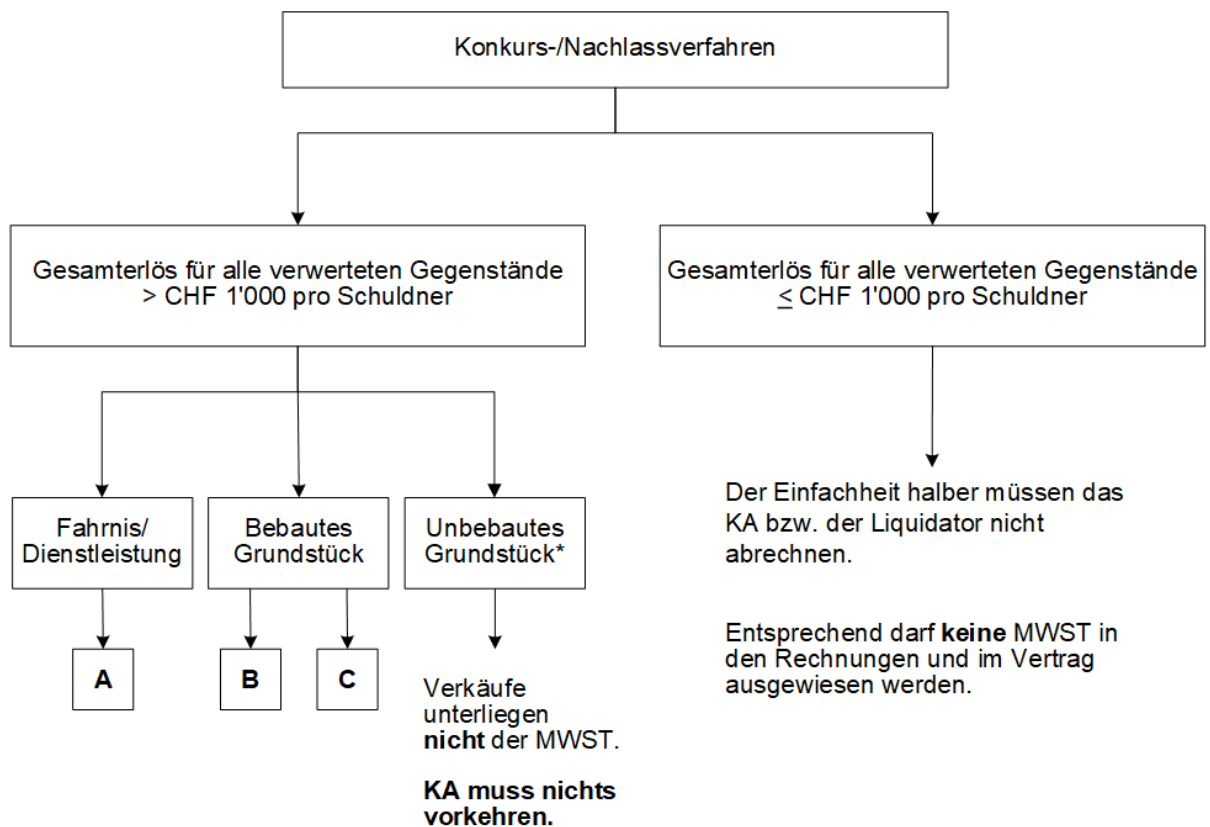 Konkurs-/Nachlassverfahren
Gesamterlös für alle verwerteten Gegenstände
> CHF 1'000 pro Schuldner
Gesamterlös für alle verwerteten Gegenstände
≤ CHF 1'000 pro Schuldner
Fahrnis/
Dienstleistung
Bebautes
Grundstück
Unbebautes
Grundstück*
A
B
C
Verkäufe
unterliegen
nicht der MWST.
KA muss nichts
vorkehren.
Der Einfachheit halber müssen das
KA bzw. der Liquidator nicht
abrechnen.
Entsprechend darf keine MWST in
den Rechnungen und im Vertrag
ausgewiesen werden.